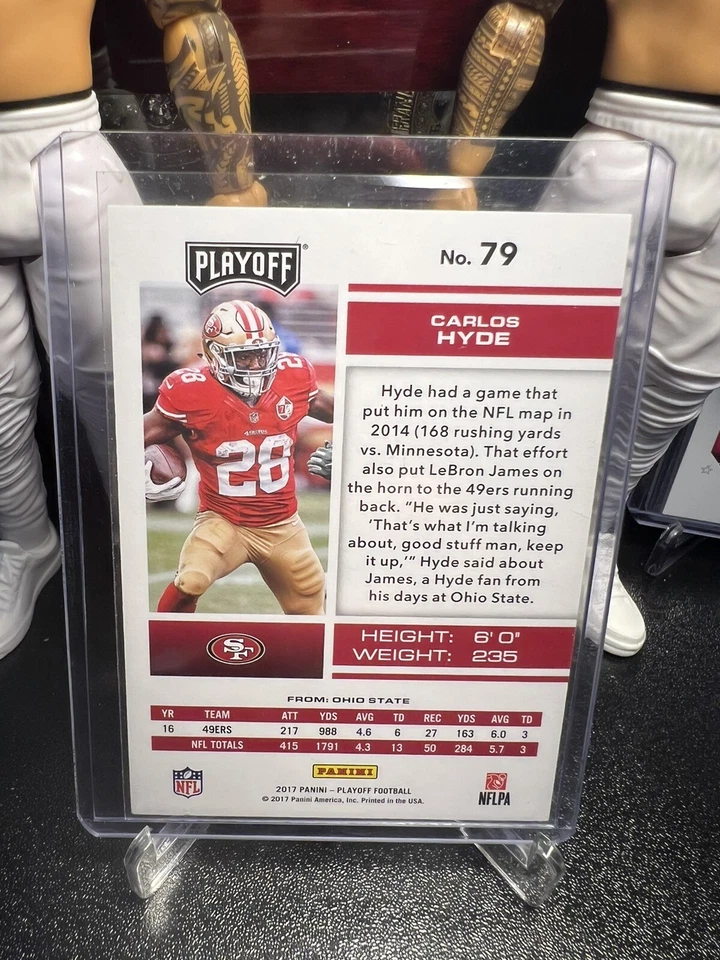 PLAYOFF®
No. 79
CARLOS
HYDE
28
28
49ERS
Hyde had a game that
put him on the NFL map in
2014 (168 rushing yards
vs. Minnesota). That effort
also put LeBron James on
the horn to the 49ers running
back. “He was just saying,
‘That’s what I’m talking
about, good stuff man, keep
it up,’” Hyde said about
James, a Hyde fan from
his days at Ohio State.
SF
HEIGHT: 6' 0"
WEIGHT: 235
FROM: OHIO STATE
YR TEAM ATT YDS AVG TD REC YDS AVG TD
16 49ERS 217 988 4.6 6 27 163 6.0 3
NFL TOTALS 415 1791 4.3 13 50 284 5.7 3
PANINI
NFL
NFLPA
2017 PANINI – PLAYOFF FOOTBALL
© 2017 Panini America, Inc. Printed in the USA.